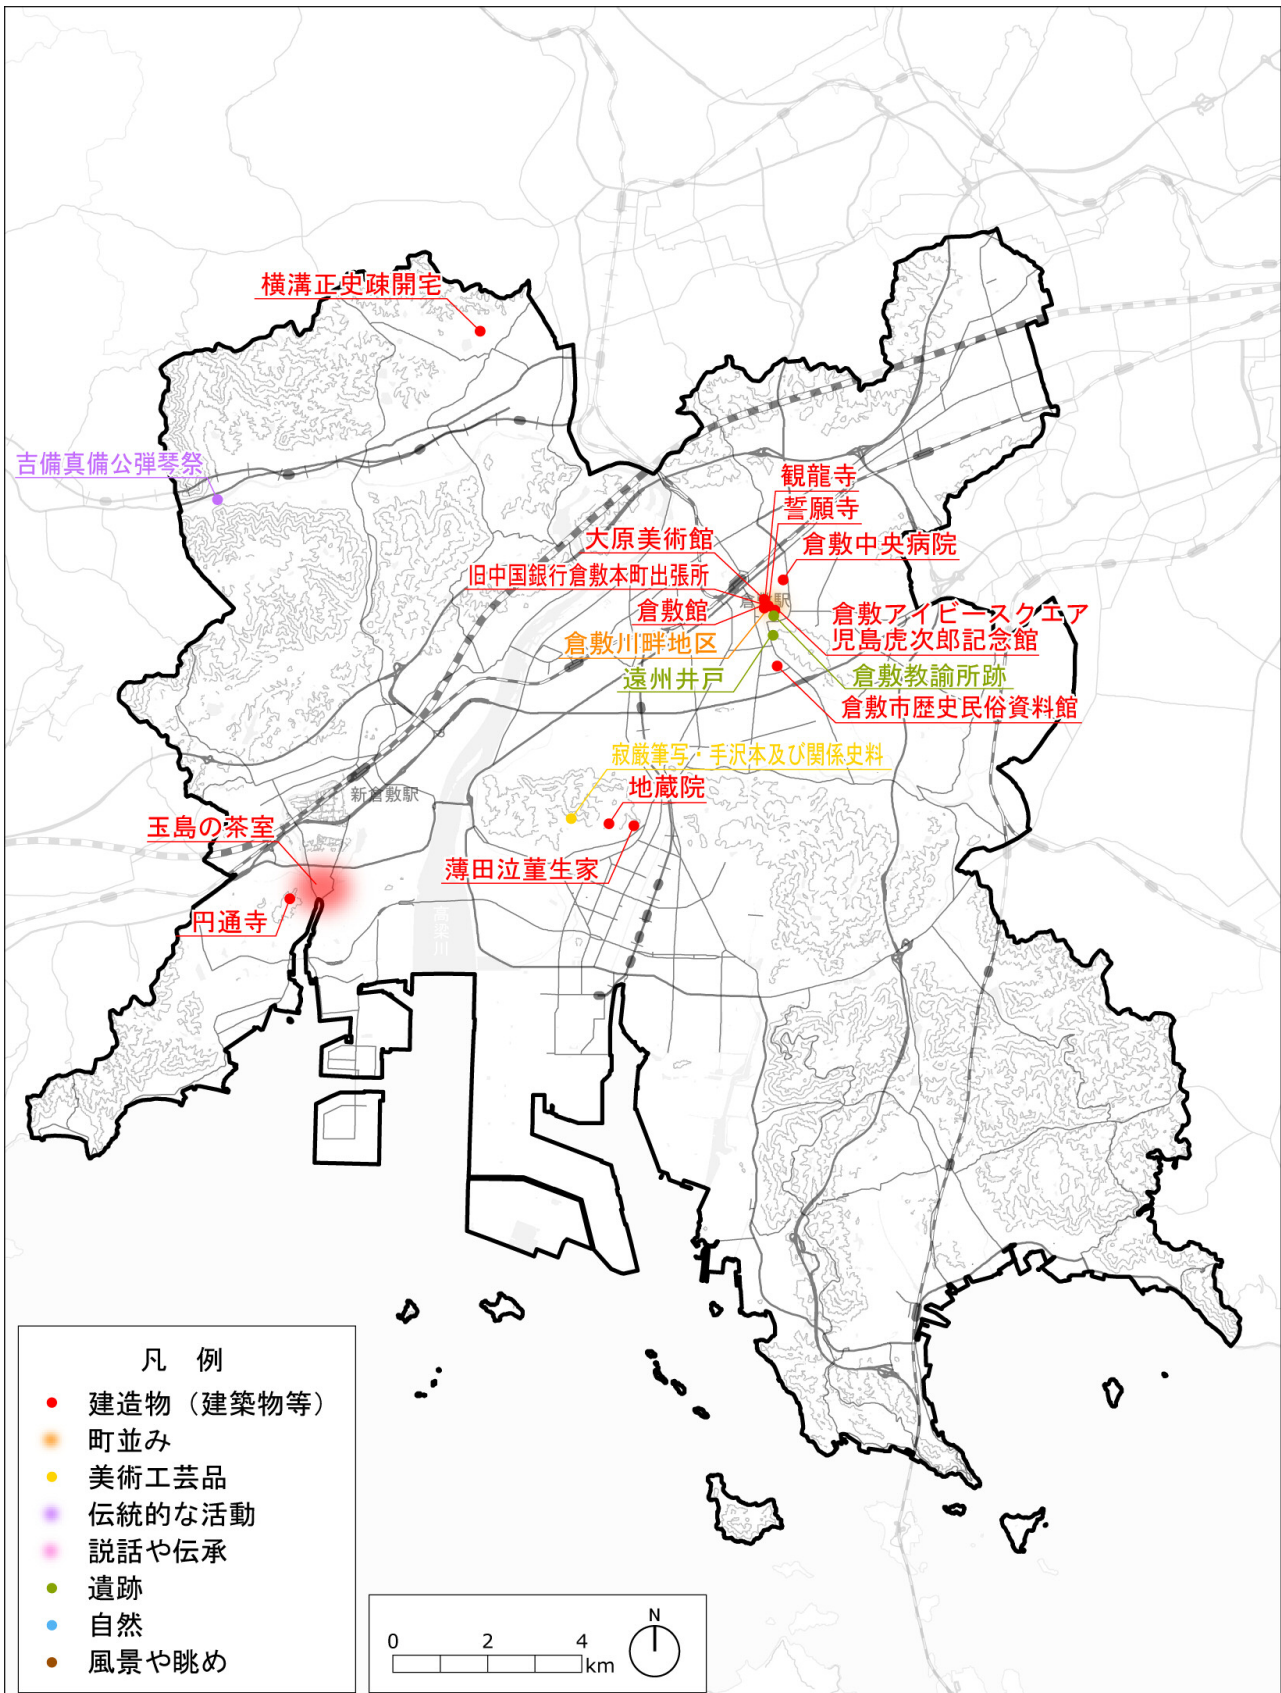 横溝正史疎開宅
吉備真備公弾琴祭
観龍寺
誓願寺
大原美術館
倉敷中央病院
旧中国銀行倉敷本町出張所
倉敷駅
倉敷館
倉敷アイビースクエア
児島虎次郎記念館
倉敷川畔地区
遠州井戸
倉敷教諭所跡
倉敷市歴史民俗資料館
寂厳筆写・手沢本及び関係史料
地蔵院
新倉敷駅
玉島の茶室
薄田泣菫生家
円通寺
高梁川
凡 例
建造物（建築物等）
町並み
美術工芸品
伝統的な活動
説話や伝承
遺跡
自然
風景や眺め
0 2 4
km
N